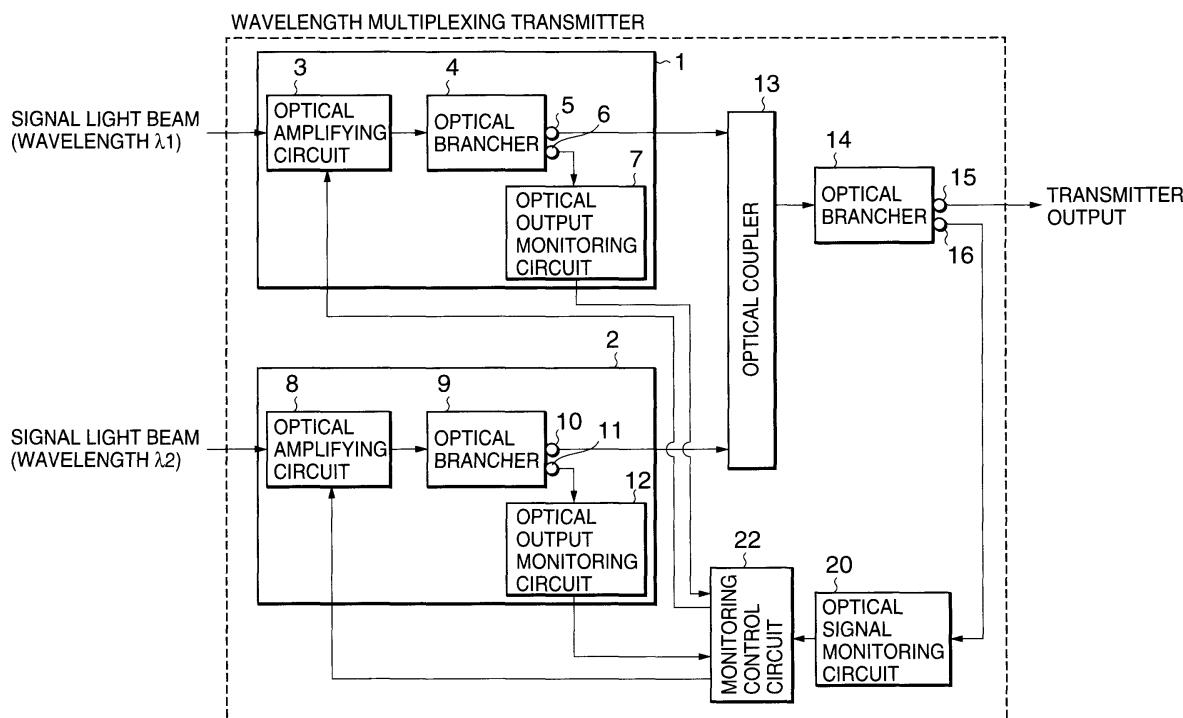 WAVELENGTH MULTIPLEXING TRANSMITTER
1
3
OPTICAL
AMPLIFYING
CIRCUIT
4
OPTICAL
BRANCHER
5
6
7
OPTICAL
OUTPUT
MONITORING
CIRCUIT
SIGNAL LIGHT BEAM
(WAVELENGTH λ1)
13
OPTICAL COUPLER
14
OPTICAL
BRANCHER
15
16
TRANSMITTER
OUTPUT
2
8
OPTICAL
AMPLIFYING
CIRCUIT
9
OPTICAL
BRANCHER
10
11
12
OPTICAL
OUTPUT
MONITORING
CIRCUIT
SIGNAL LIGHT BEAM
(WAVELENGTH λ2)
22
MONITORING
CONTROL
CIRCUIT
20
OPTICAL
SIGNAL
MONITORING
CIRCUIT